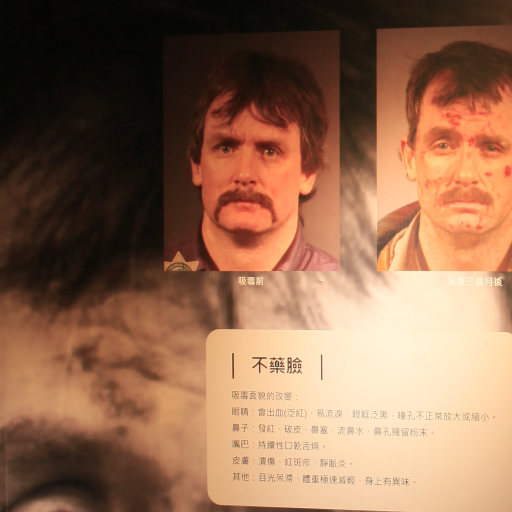 吸毒前
吸毒三個月後
不藥臉
吸毒面貌的改變：
眼睛：會出血(泛紅)、易流淚、眼眶泛黑、瞳孔不正常放大或縮小。
鼻子：發紅、破皮、鼻塞、流鼻水、鼻孔殘留粉末。
嘴巴：持續性口乾舌燥。
皮膚：潰傷、紅斑疹、靜脈炎。
其他：目光呆滯、體重極速減輕、身上有異味。